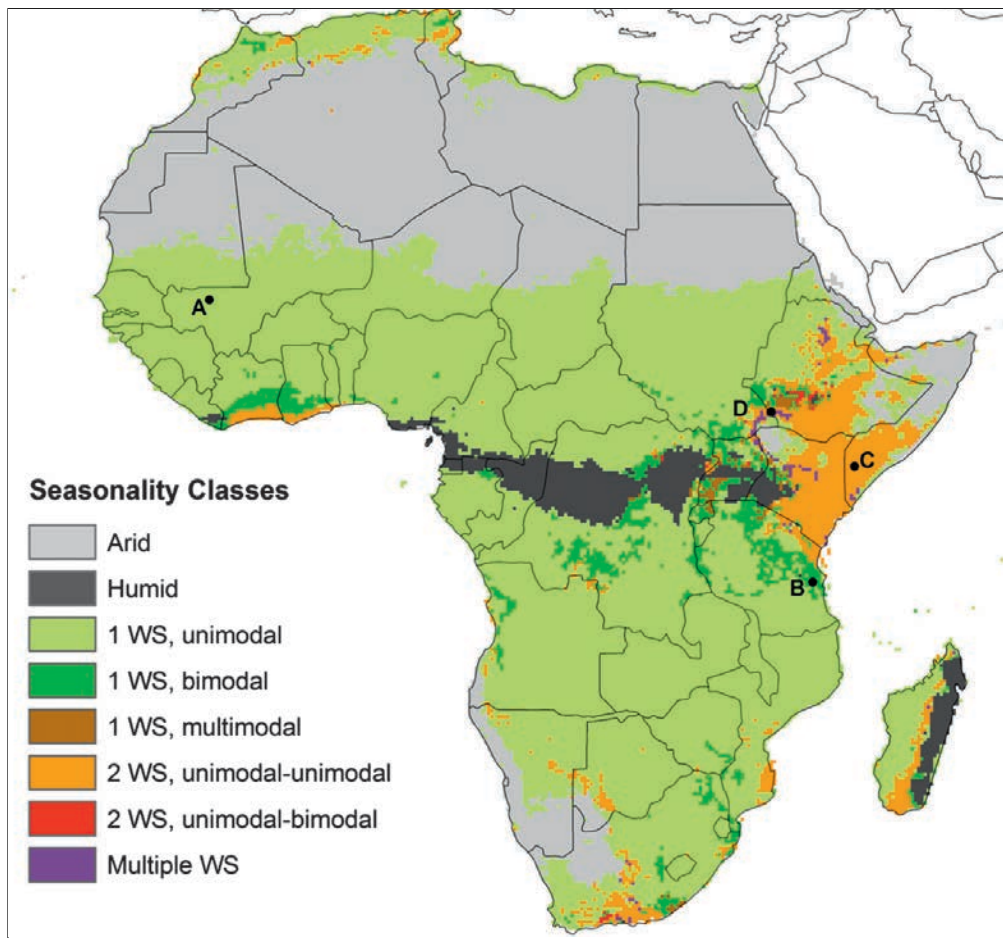 A
D
C
B
Seasonality Classes
Arid
Humid
1 WS, unimodal
1 WS, bimodal
1 WS, multimodal
2 WS, unimodal-unimodal
2 WS, unimodal-bimodal
Multiple WS